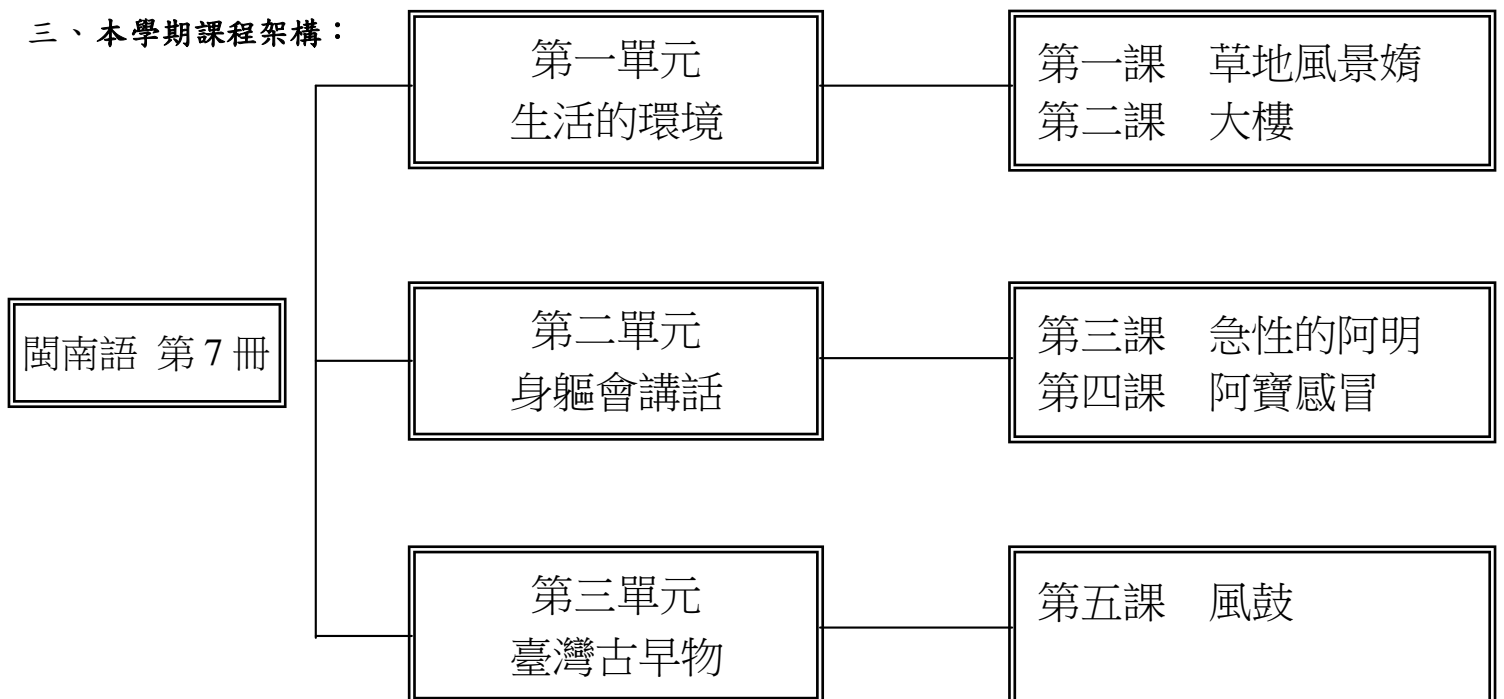 三、本學期課程架構：
第一單元
生活的環境
第一課　草地風景媠
第二課　大樓
閩南語 第 7 冊
第二單元
身軀會講話
第三課　急性的阿明
第四課　阿寶感冒
第三單元
臺灣古早物
第五課　風鼓